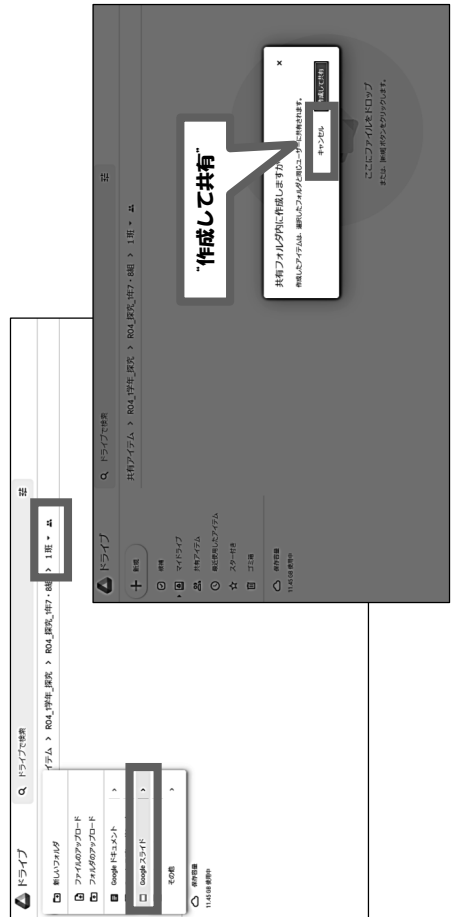 ドライブ
ドライブで検索
アイテム > R04_1学年_探究 > R04_探究_1年7・8組 > 1班
新しいフォルダ
ファイルのアップロード
フォルダのアップロード
Google ドキュメント >
Google スライド >
その他 >
保存容量
11.45 GB 使用中
ドライブ
ドライブで検索
共有アイテム > R04_1学年_探究 > R04_探究_1年7・8組 > 1班
新規
候補
マイドライブ
共有アイテム
最近使用したアイテム
スター付き
ゴミ箱
保存容量
11.45 GB 使用中
"作成して共有"
共有フォルダ内に作成しますか
作成したアイテムは、選択したフォルダと同じユーザーに共有されます。
キャンセル
作成して共有
ここにファイルをドロップ
または、[新規] ボタンをクリックします。